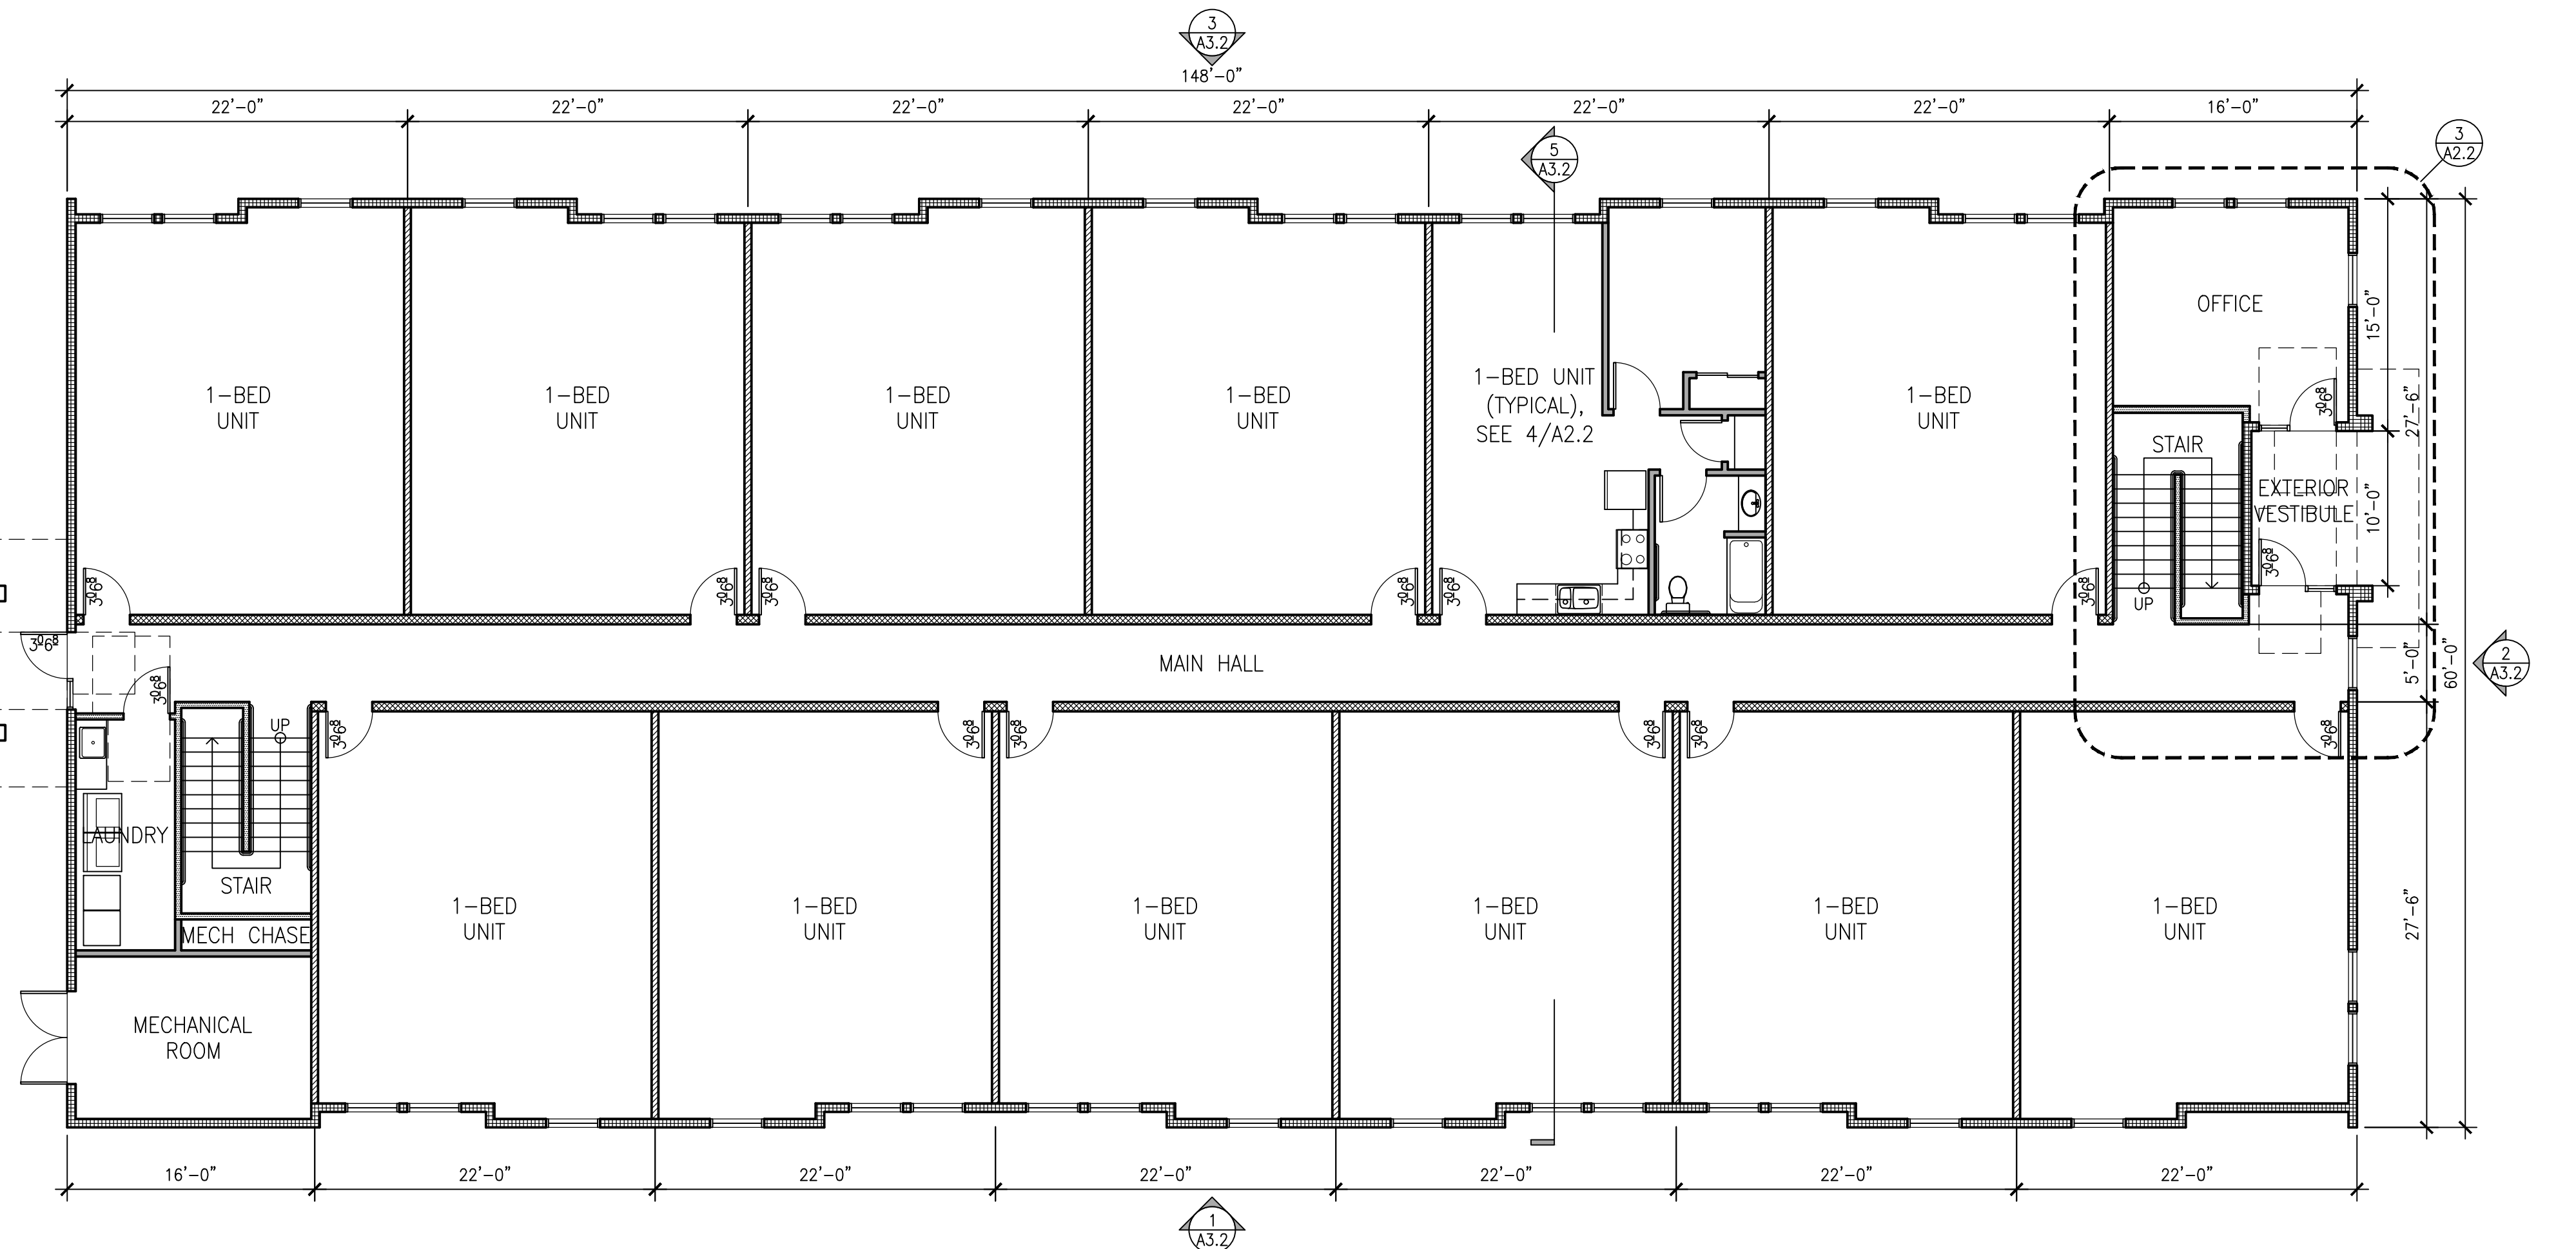 3
A3.2
148'-0"
22'-0"
22'-0"
22'-0"
22'-0"
22'-0"
22'-0"
16'-0"
3
A2.2
5
A3.2
OFFICE
15'-0"
27'-6"
1-BED
UNIT
1-BED
UNIT
1-BED
UNIT
1-BED
UNIT
1-BED UNIT
(TYPICAL),
SEE 4/A2.2
1-BED
UNIT
3068
STAIR
EXTERIOR
VESTIBULE
10'-0"
3068
UP
3068
3068
3068
3068
3068
3068
3068
MAIN HALL
5'-0"
60'-0"
2
A3.2
3068
UP
3068
3068
3068
3068
3068
3068
LAUNDRY
STAIR
MECH CHASE
1-BED
UNIT
1-BED
UNIT
1-BED
UNIT
1-BED
UNIT
1-BED
UNIT
1-BED
UNIT
27'-6"
MECHANICAL
ROOM
16'-0"
22'-0"
22'-0"
22'-0"
22'-0"
22'-0"
22'-0"
1
A3.2